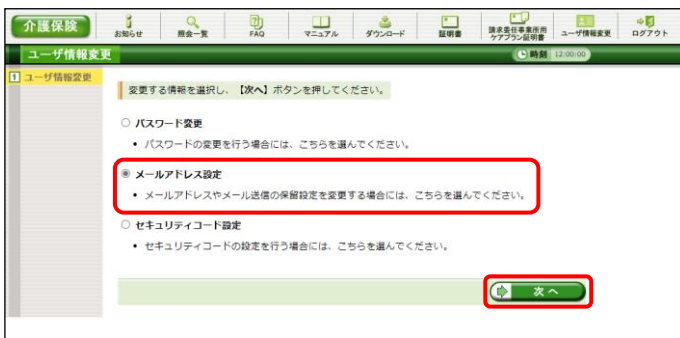 介護保険
お知らせ
照会一覧
FAQ
マニュアル
ダウンロード
証明書
請求委任事業所用
ケアプラン証明書
ユーザ情報変更
ログアウト
ユーザ情報変更
時刻 12:00:00
1 ユーザ情報変更
変更する情報を選択し、【次へ】ボタンを押してください。
パスワード変更
• パスワードの変更を行う場合には、こちらを選んでください。
メールアドレス設定
• メールアドレスやメール送信の保留設定を変更する場合には、こちらを選んでください。
セキュリティコード設定
• セキュリティコードの設定を行う場合には、こちらを選んでください。
次へ